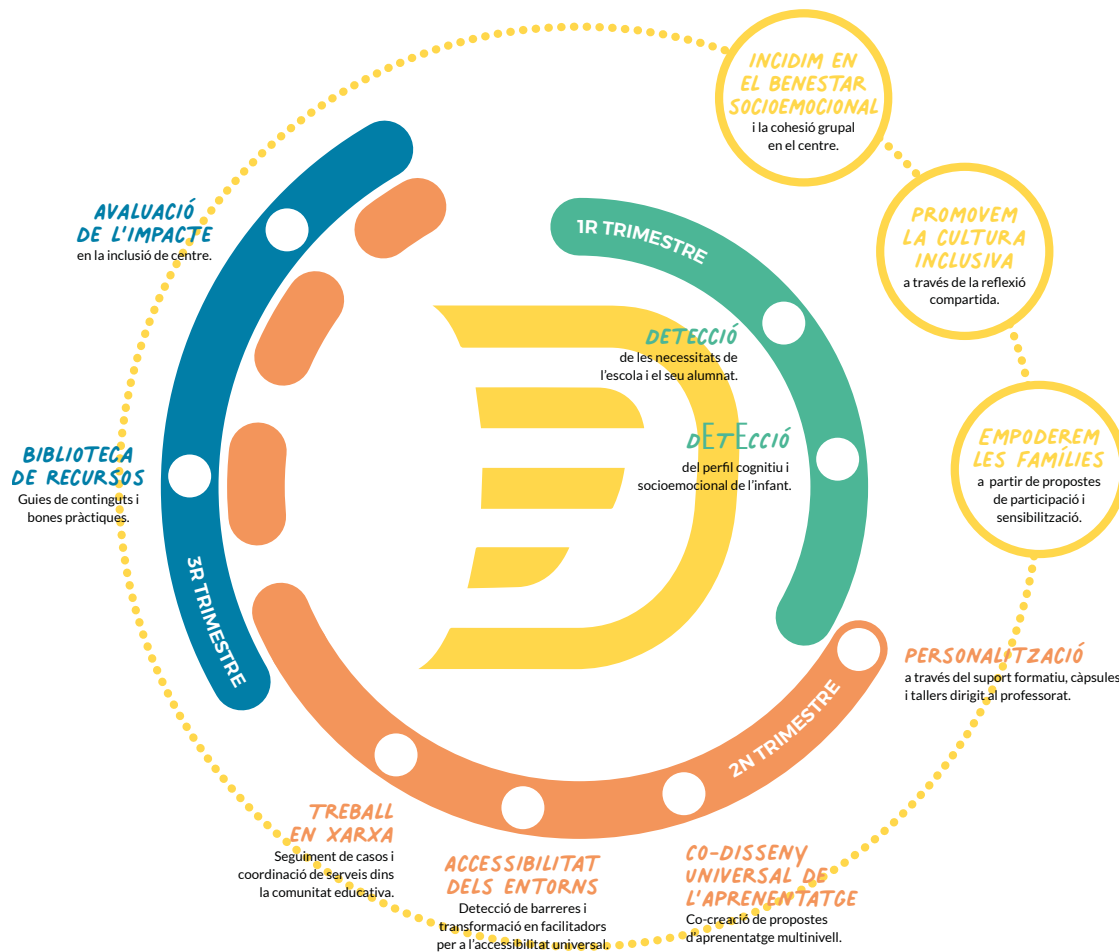 INCIDIM EN
EL BENESTAR
SOCIOEMOCIONAL
i la cohesió grupal
en el centre.
PROMOVEM
LA CULTURA
INCLUSIVA
a través de la reflexió
compartida.
EMPODEREM
LES FAMÍLIES
a partir de propostes
de participació i
sensibilització.
1R TRIMESTRE
DETECCIÓ
de les necessitats de
l'escola i el seu alumnat.
DETECCIÓ
del perfil cognitiu i
socioemocional de l'infant.
2N TRIMESTRE
PERSONALITZACIÓ
a través del suport formatiu, càpsules
i tallers dirigit al professorat.
CO-DISSENY
UNIVERSAL DE
L'APRENENTATGE
Co-creació de propostes
d'aprenentatge multinivell.
ACCESSIBILITAT
DELS ENTORNS
Detecció de barreres i
transformació en facilitadors
per a l'accessibilitat universal.
TREBALL
EN XARXA
Seguiment de casos i
coordinació de serveis dins
la comunitat educativa.
3R TRIMESTRE
BIBLIOTECA
DE RECURSOS
Guies de continguts i
bones pràctiques.
AVALUACIÓ
DE L'IMPACTE
en la inclusió de centre.